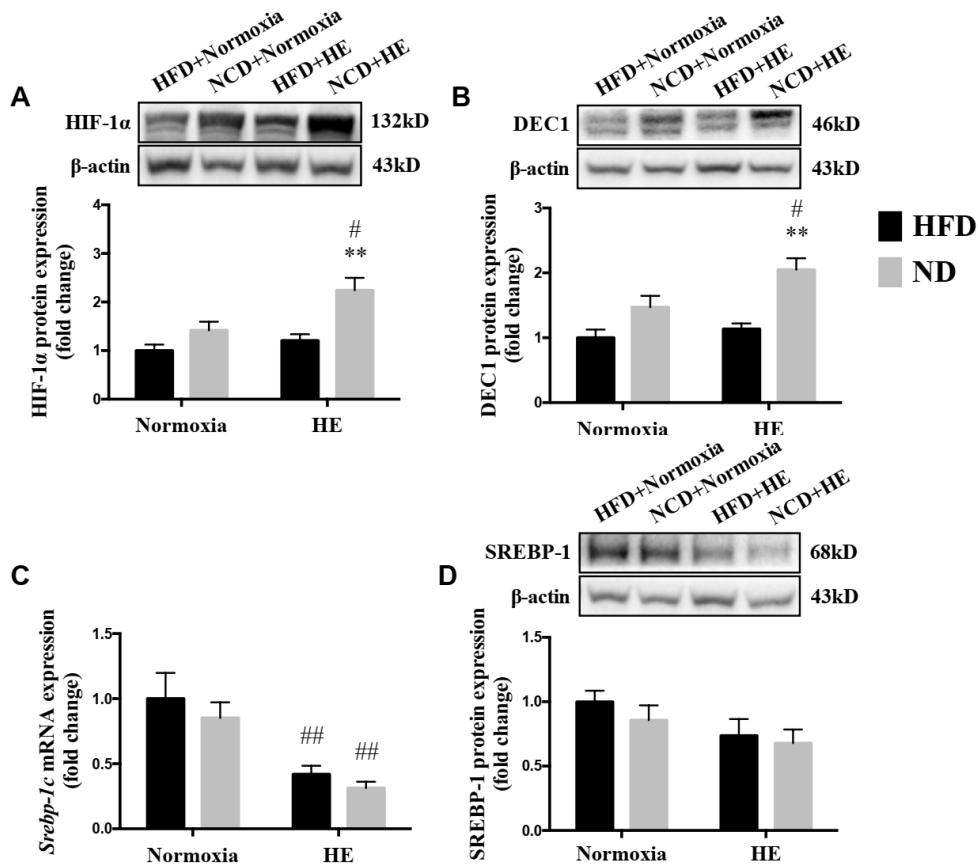 A
HFD+Normoxia
NCD+Normoxia
HFD+HE
NCD+HE
HIF-1α
132kD
β-actin
43kD
HIF-1α protein expression
(fold change)
4
3
2
1
0
#
**
Normoxia
HE
B
HFD+Normoxia
NCD+Normoxia
HFD+HE
NCD+HE
DEC1
46kD
β-actin
43kD
DEC1 protein expression
(fold change)
3
2
1
0
#
**
Normoxia
HE
HFD
ND
C
Srebp-1c mRNA expression
(fold change)
1.5
1.0
0.5
0.0
##
##
Normoxia
HE
D
HFD+Normoxia
NCD+Normoxia
HFD+HE
NCD+HE
SREBP-1
68kD
β-actin
43kD
SREBP-1 protein expression
(fold change)
1.5
1.0
0.5
0.0
Normoxia
HE